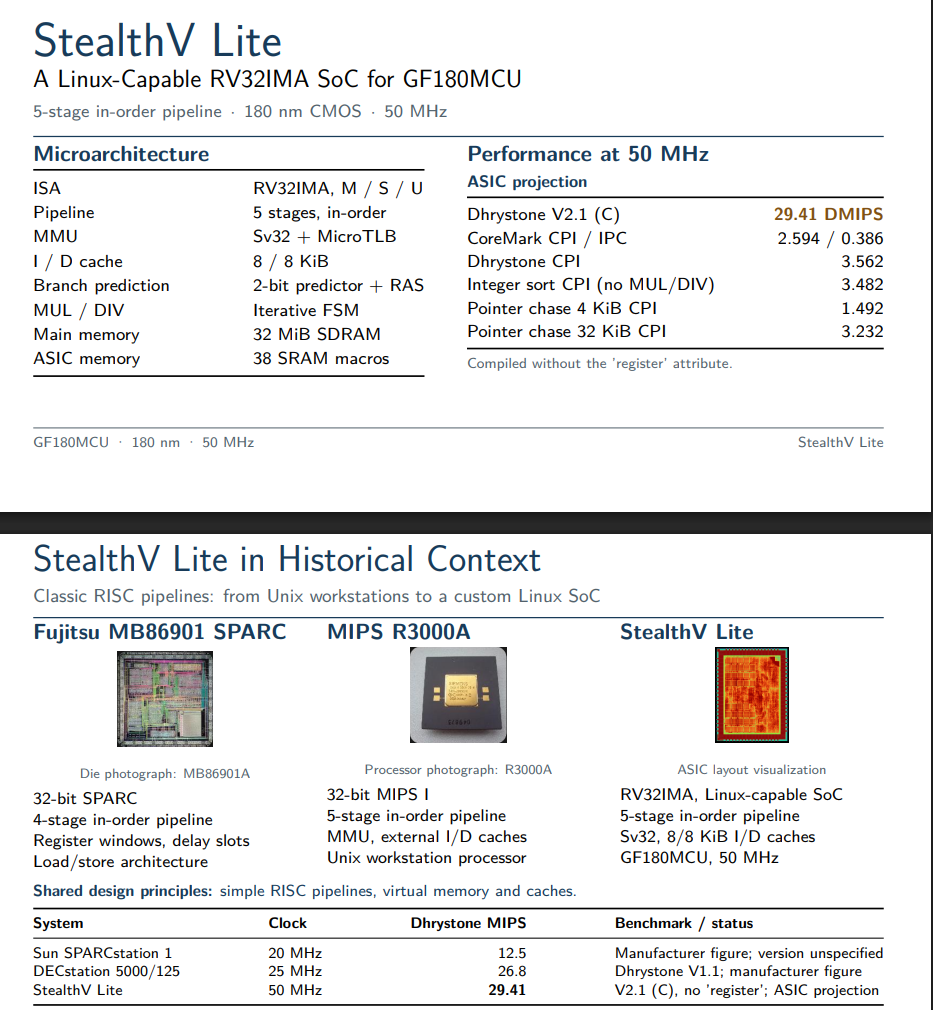 StealthV Lite
A Linux-Capable RV32IMA SoC for GF180MCU
5-stage in-order pipeline · 180 nm CMOS · 50 MHz
Microarchitecture
ISA RV32IMA, M / S / U
Pipeline 5 stages, in-order
MMU Sv32 + MicroTLB
I / D cache 8 / 8 KiB
Branch prediction 2-bit predictor + RAS
MUL / DIV Iterative FSM
Main memory 32 MiB SDRAM
ASIC memory 38 SRAM macros
Performance at 50 MHz
ASIC projection
Dhrystone V2.1 (C) 29.41 DMIPS
CoreMark CPI / IPC 2.594 / 0.386
Dhrystone CPI 3.562
Integer sort CPI (no MUL/DIV) 3.482
Pointer chase 4 KiB CPI 1.492
Pointer chase 32 KiB CPI 3.232
Compiled without the 'register' attribute.
GF180MCU · 180 nm · 50 MHz StealthV Lite
StealthV Lite in Historical Context
Classic RISC pipelines: from Unix workstations to a custom Linux SoC
Fujitsu MB86901 SPARC
Die photograph: MB86901A
32-bit SPARC
4-stage in-order pipeline
Register windows, delay slots
Load/store architecture
MIPS R3000A
Processor photograph: R3000A
32-bit MIPS I
5-stage in-order pipeline
MMU, external I/D caches
Unix workstation processor
StealthV Lite
ASIC layout visualization
RV32IMA, Linux-capable SoC
5-stage in-order pipeline
Sv32, 8/8 KiB I/D caches
GF180MCU, 50 MHz
Shared design principles: simple RISC pipelines, virtual memory and caches.
System Clock Dhrystone MIPS Benchmark / status
Sun SPARCstation 1 20 MHz 12.5 Manufacturer figure; version unspecified
DECstation 5000/125 25 MHz 26.8 Dhrystone V1.1; manufacturer figure
StealthV Lite 50 MHz 29.41 V2.1 (C), no 'register'; ASIC projection